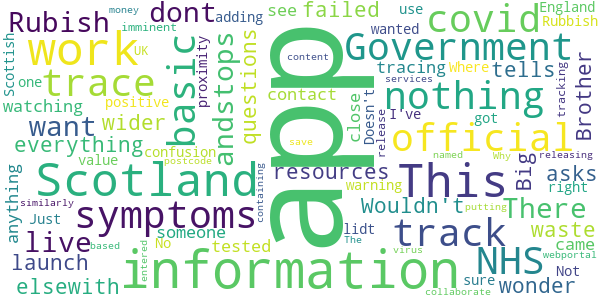 Rubish
money
dont
failed
see
use
England
imminent
adding
covid
Rubbish
Scottish
UK
work
basic
andstops
questions
wanted
Where
Government
content
tracing
tells
proximity
one
trace
contact
nothing
services
tracking
Brother
watching
positive
close
Doesn't
release
I've
got
want
wider
app
official
everything
confusion
resources
This
Why
releasing
value
postcode
warning
Big
asks
right
anything
Scotland
save
named
similarly
containing
Wouldn't
There
Just
symptoms
someone
lidt
track
waste
live
No
tested
The
putting
came
launch
entered
information
virus
NHS
Not
webportal
elsewith
based
sure
wonder
collaborate